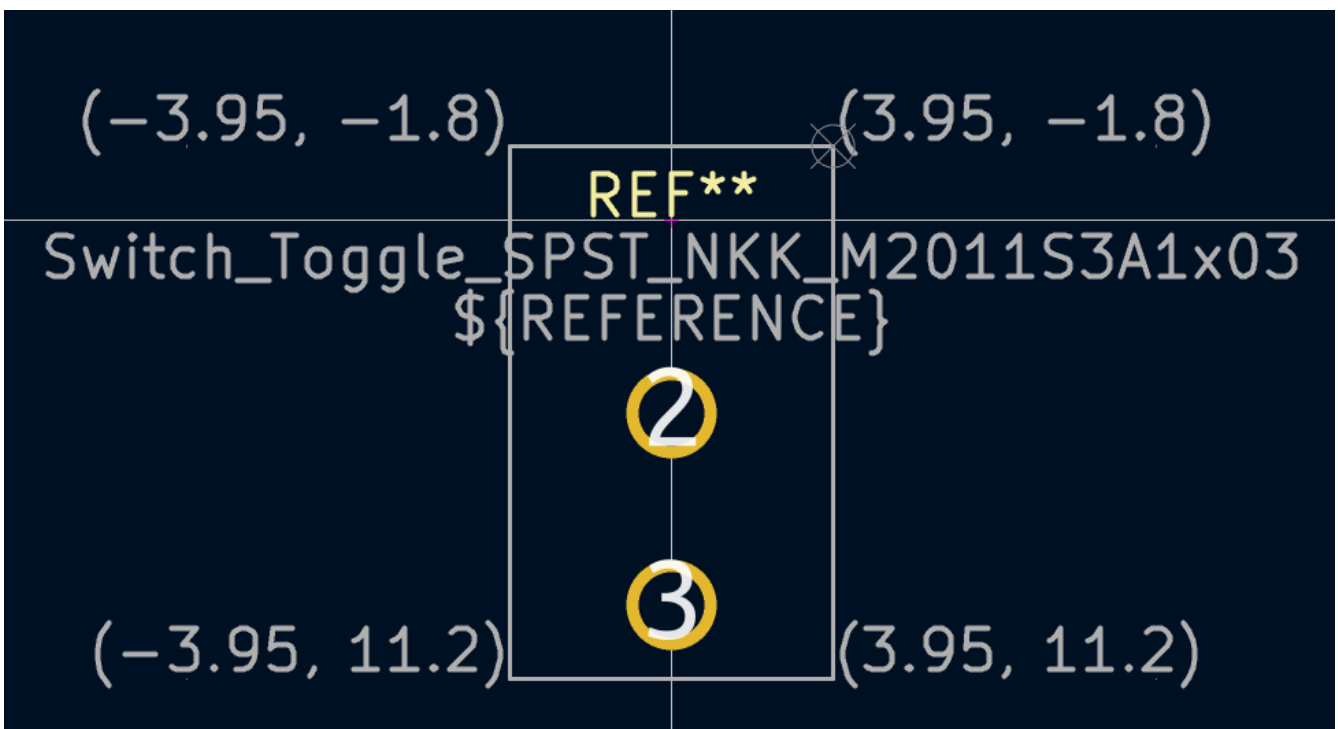 (-3.95, -1.8) (3.95, -1.8)
REF**
Switch_Toggle_SPST_NKK_M2011S3A1x03
${REFERENCE}
2
3
(-3.95, 11.2) (3.95, 11.2)